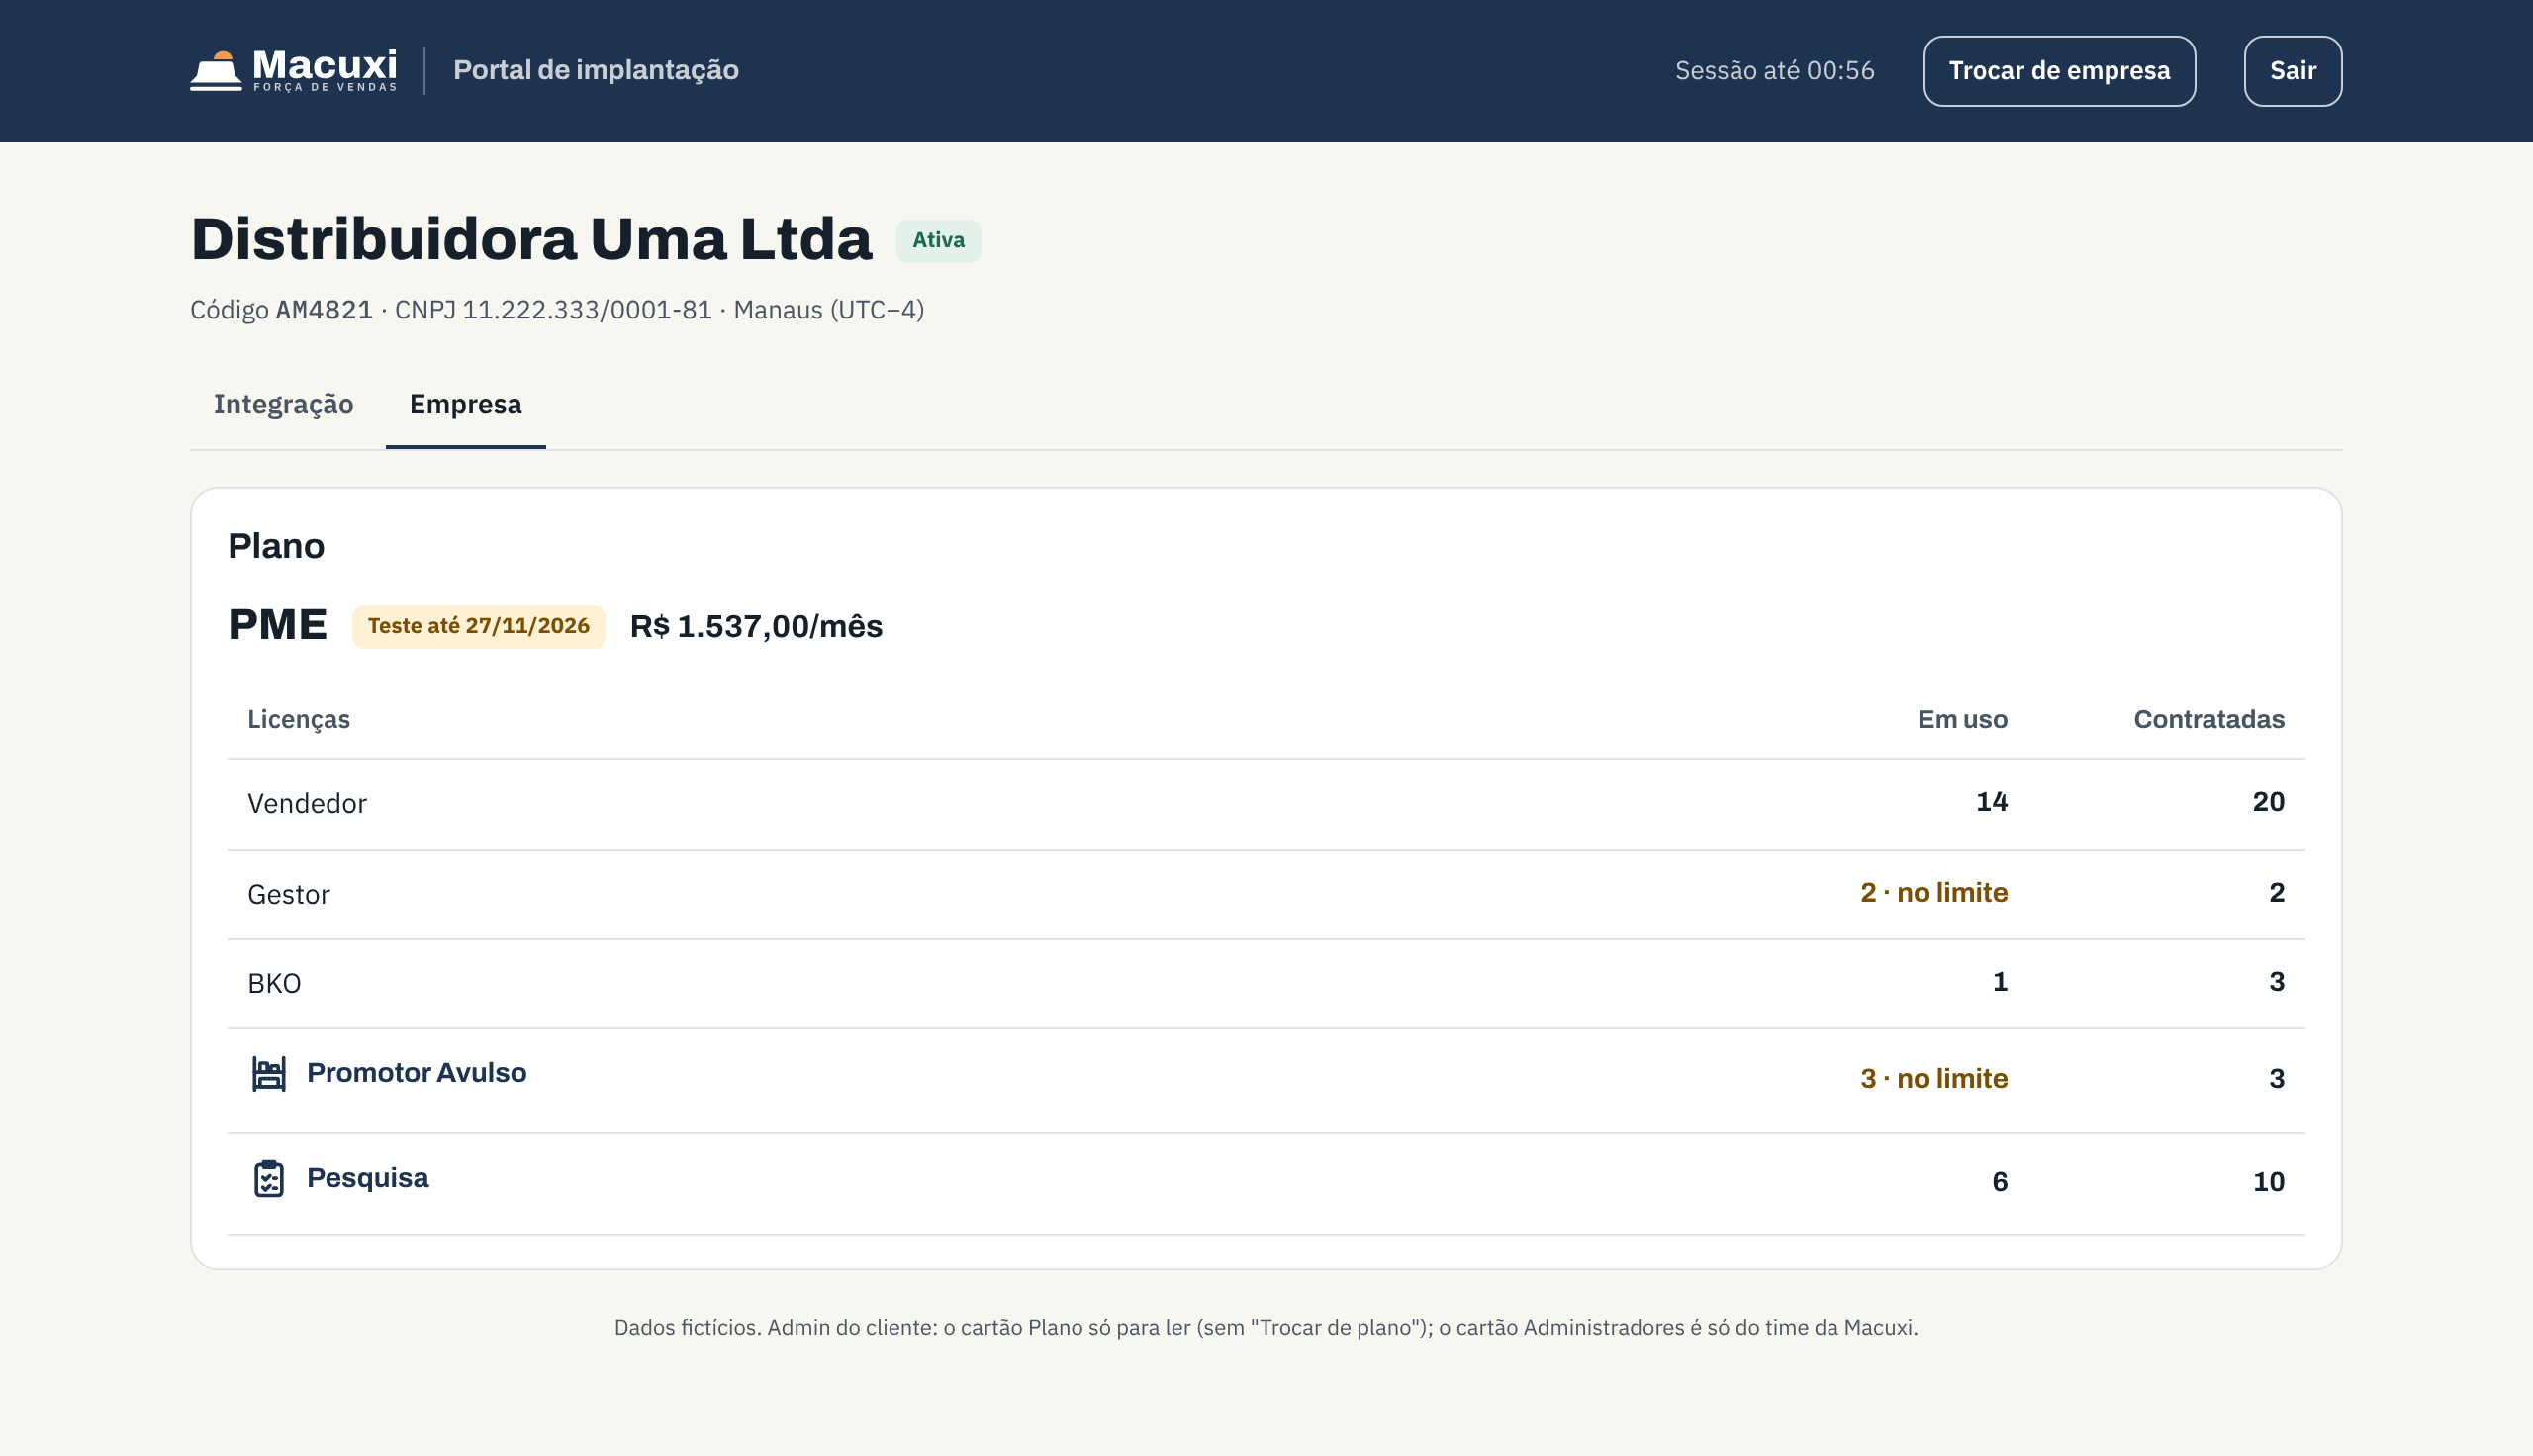 Macuxi
FORÇA DE VENDAS
Portal de implantação
Sessão até 00:56
Trocar de empresa
Sair
Distribuidora Uma Ltda
Ativa
Código AM4821 · CNPJ 11.222.333/0001-81 · Manaus (UTC−4)
Integração
Empresa
Plano
PME
Teste até 27/11/2026
R$ 1.537,00/mês
Licenças Em uso Contratadas
Vendedor 14 20
Gestor 2 · no limite 2
BKO 1 3
Promotor Avulso 3 · no limite 3
Pesquisa 6 10
Dados fictícios. Admin do cliente: o cartão Plano só para ler (sem "Trocar de plano"); o cartão Administradores é só do time da Macuxi.